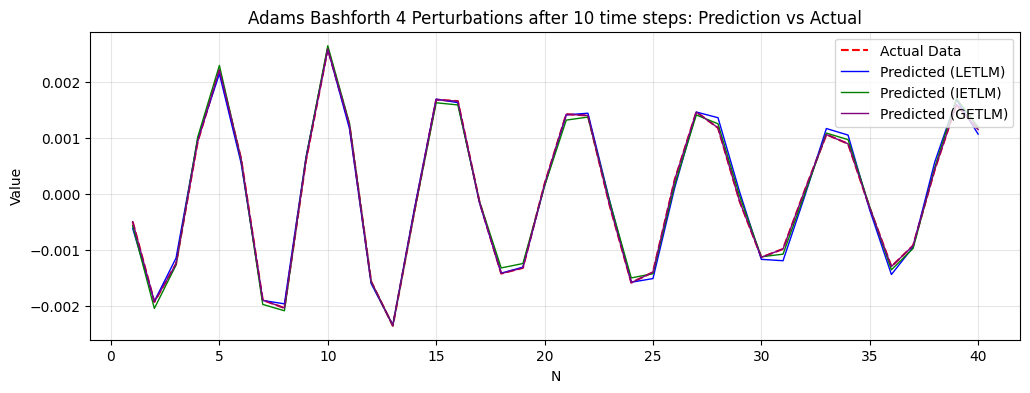 Adams Bashforth 4 Perturbations after 10 time steps: Prediction vs Actual
Actual Data
Predicted (LETLM)
Predicted (IETLM)
Predicted (GETLM)
Value
0.002
0.001
0.000
−0.001
−0.002
0 5 10 15 20 25 30 35 40
N